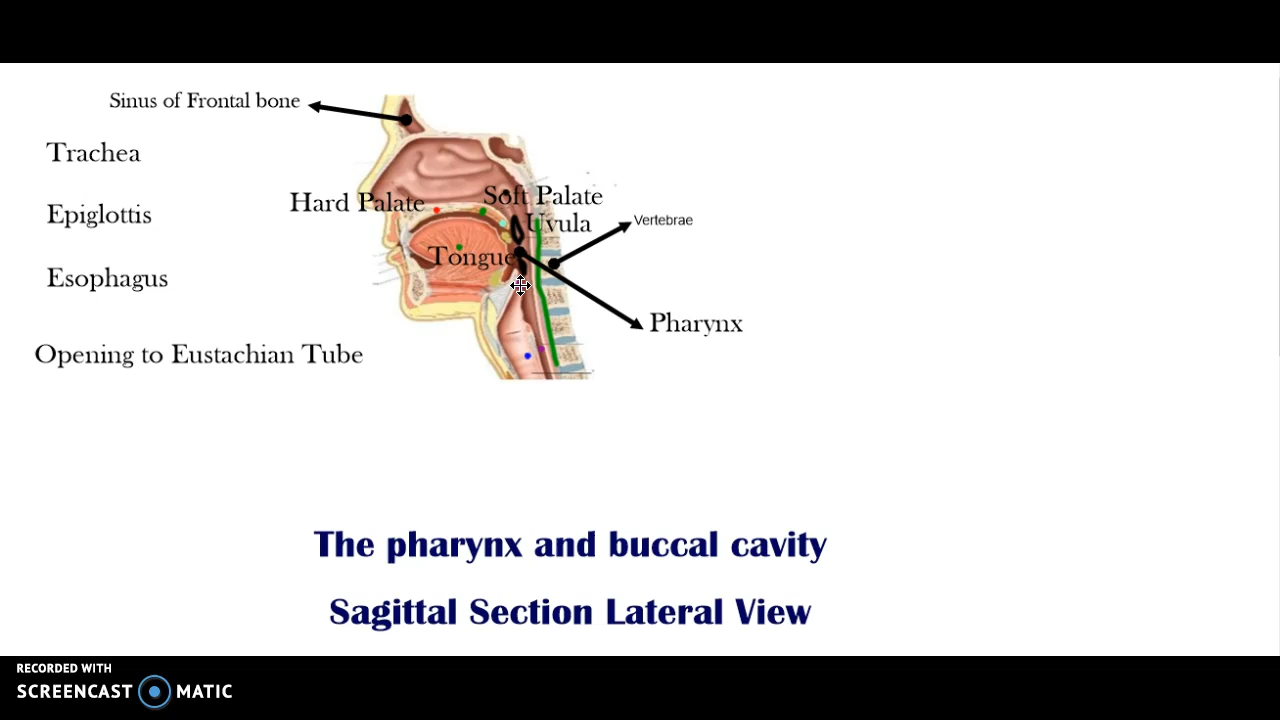 Sinus of Frontal bone
Trachea
Hard Palate
Soft Palate
Epiglottis
Uvula
Vertebrae
Tongue
Esophagus
Pharynx
Opening to Eustachian Tube
The pharynx and buccal cavity
Sagittal Section Lateral View
RECORDED WITH
SCREENCAST MATIC